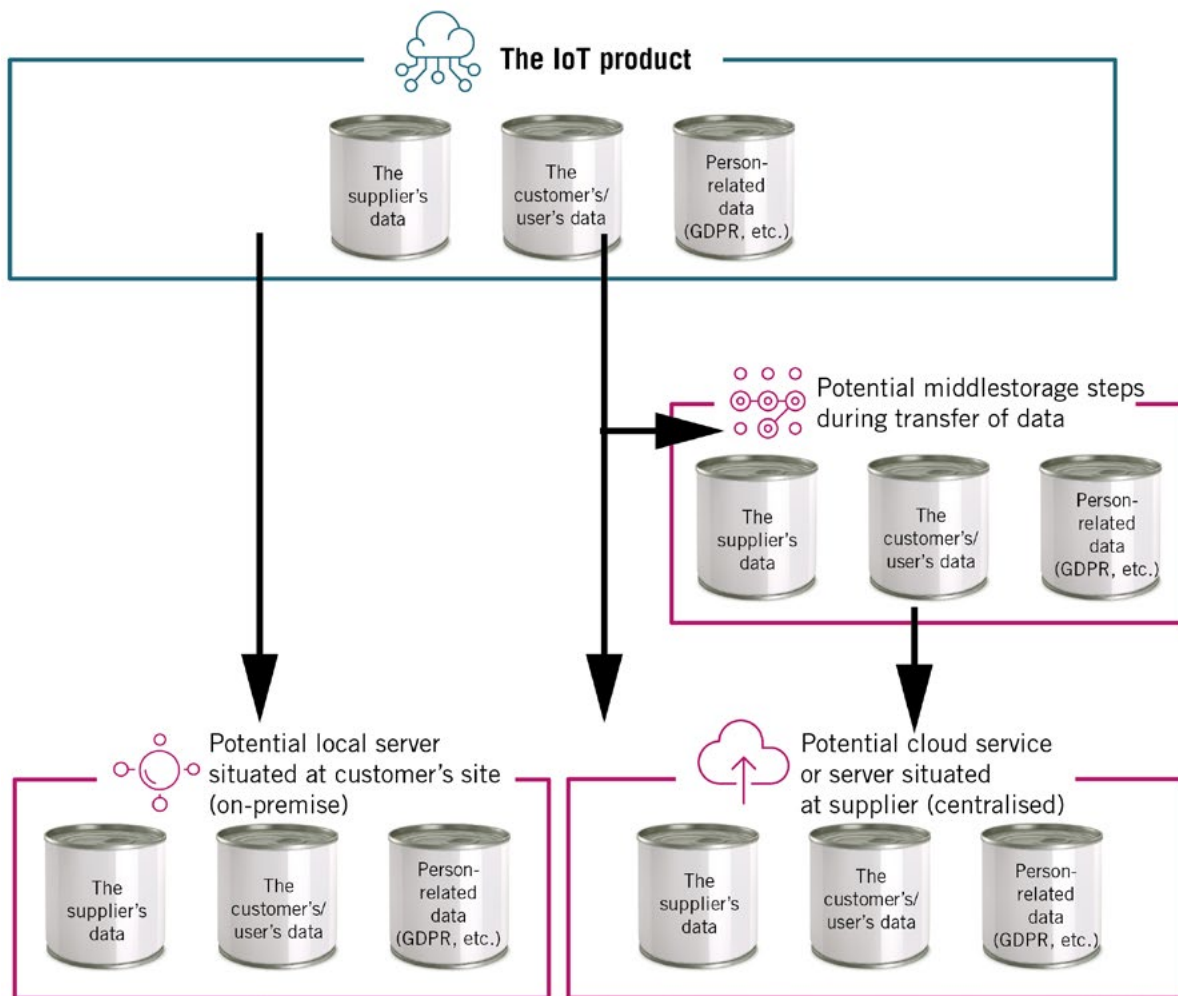 The IoT product
The
supplier's
data
The
customer's/
user's data
Person-
related
data
(GDPR, etc.)
Potential middlestorage steps
during transfer of data
The
supplier's
data
The
customer's/
user's data
Person-
related
data
(GDPR, etc.)
Potential local server
situated at customer's site
(on-premise)
The
supplier's
data
The
customer's/
user's data
Person-
related
data
(GDPR, etc.)
Potential cloud service
or server situated
at supplier (centralised)
The
supplier's
data
The
customer's/
user's data
Person-
related
data
(GDPR, etc.)